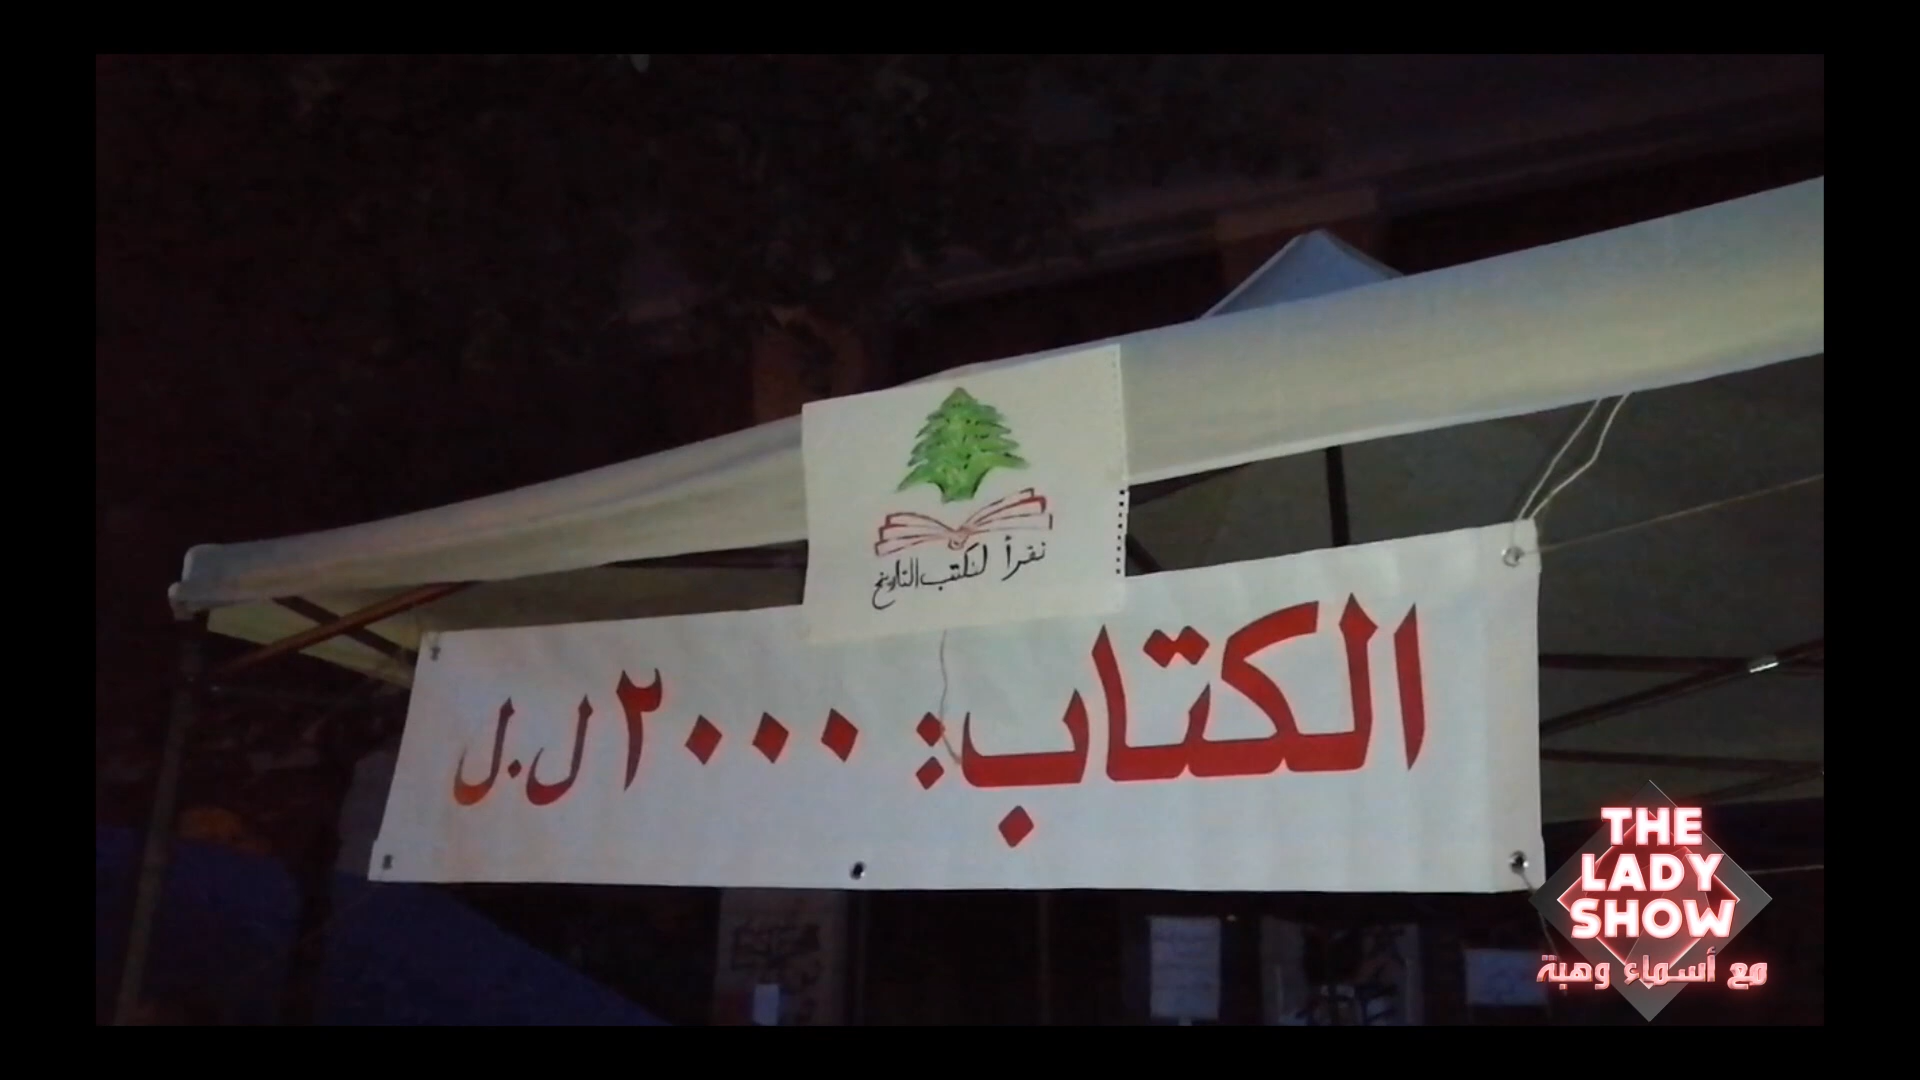 نقرأ لنكتب التاريخ
الكتاب: ٢٠٠٠ ل.ل
THE
LADY
SHOW
مع أسماء وهبة